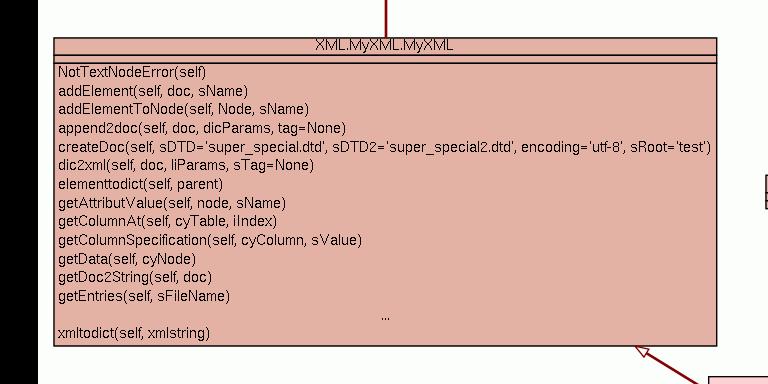 XML.MyXML.MyXML
NotTextNodeError(self)
addElement(self, doc, sName)
addElementToNode(self, Node, sName)
append2doc(self, doc, dicParams, tag=None)
createDoc(self, sDTD='super_special.dtd', sDTD2='super_special2.dtd', encoding='utf-8', sRoot='test')
dic2xml(self, doc, liParams, sTag=None)
elementtodict(self, parent)
getAttributValue(self, node, sName)
getColumnAt(self, cyTable, iIndex)
getColumnSpecification(self, cyColumn, sValue)
getData(self, cyNode)
getDoc2String(self, doc)
getEntries(self, sFileName)
...
xmltodict(self, xmlstring)